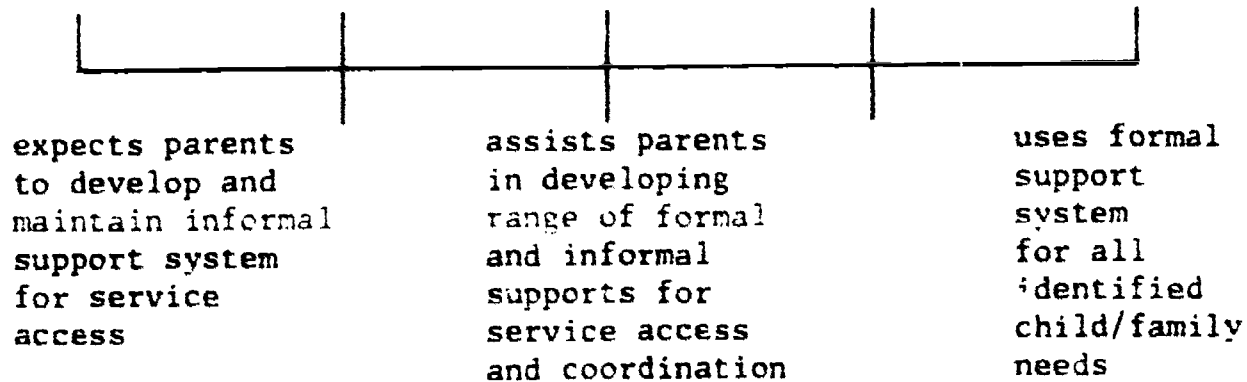 expects parents
to develop and
maintain informal
support system
for service
access
assists parents
in developing
range of formal
and informal
supports for
service access
and coordination
uses formal
support
system
for all
identified
child/family
needs